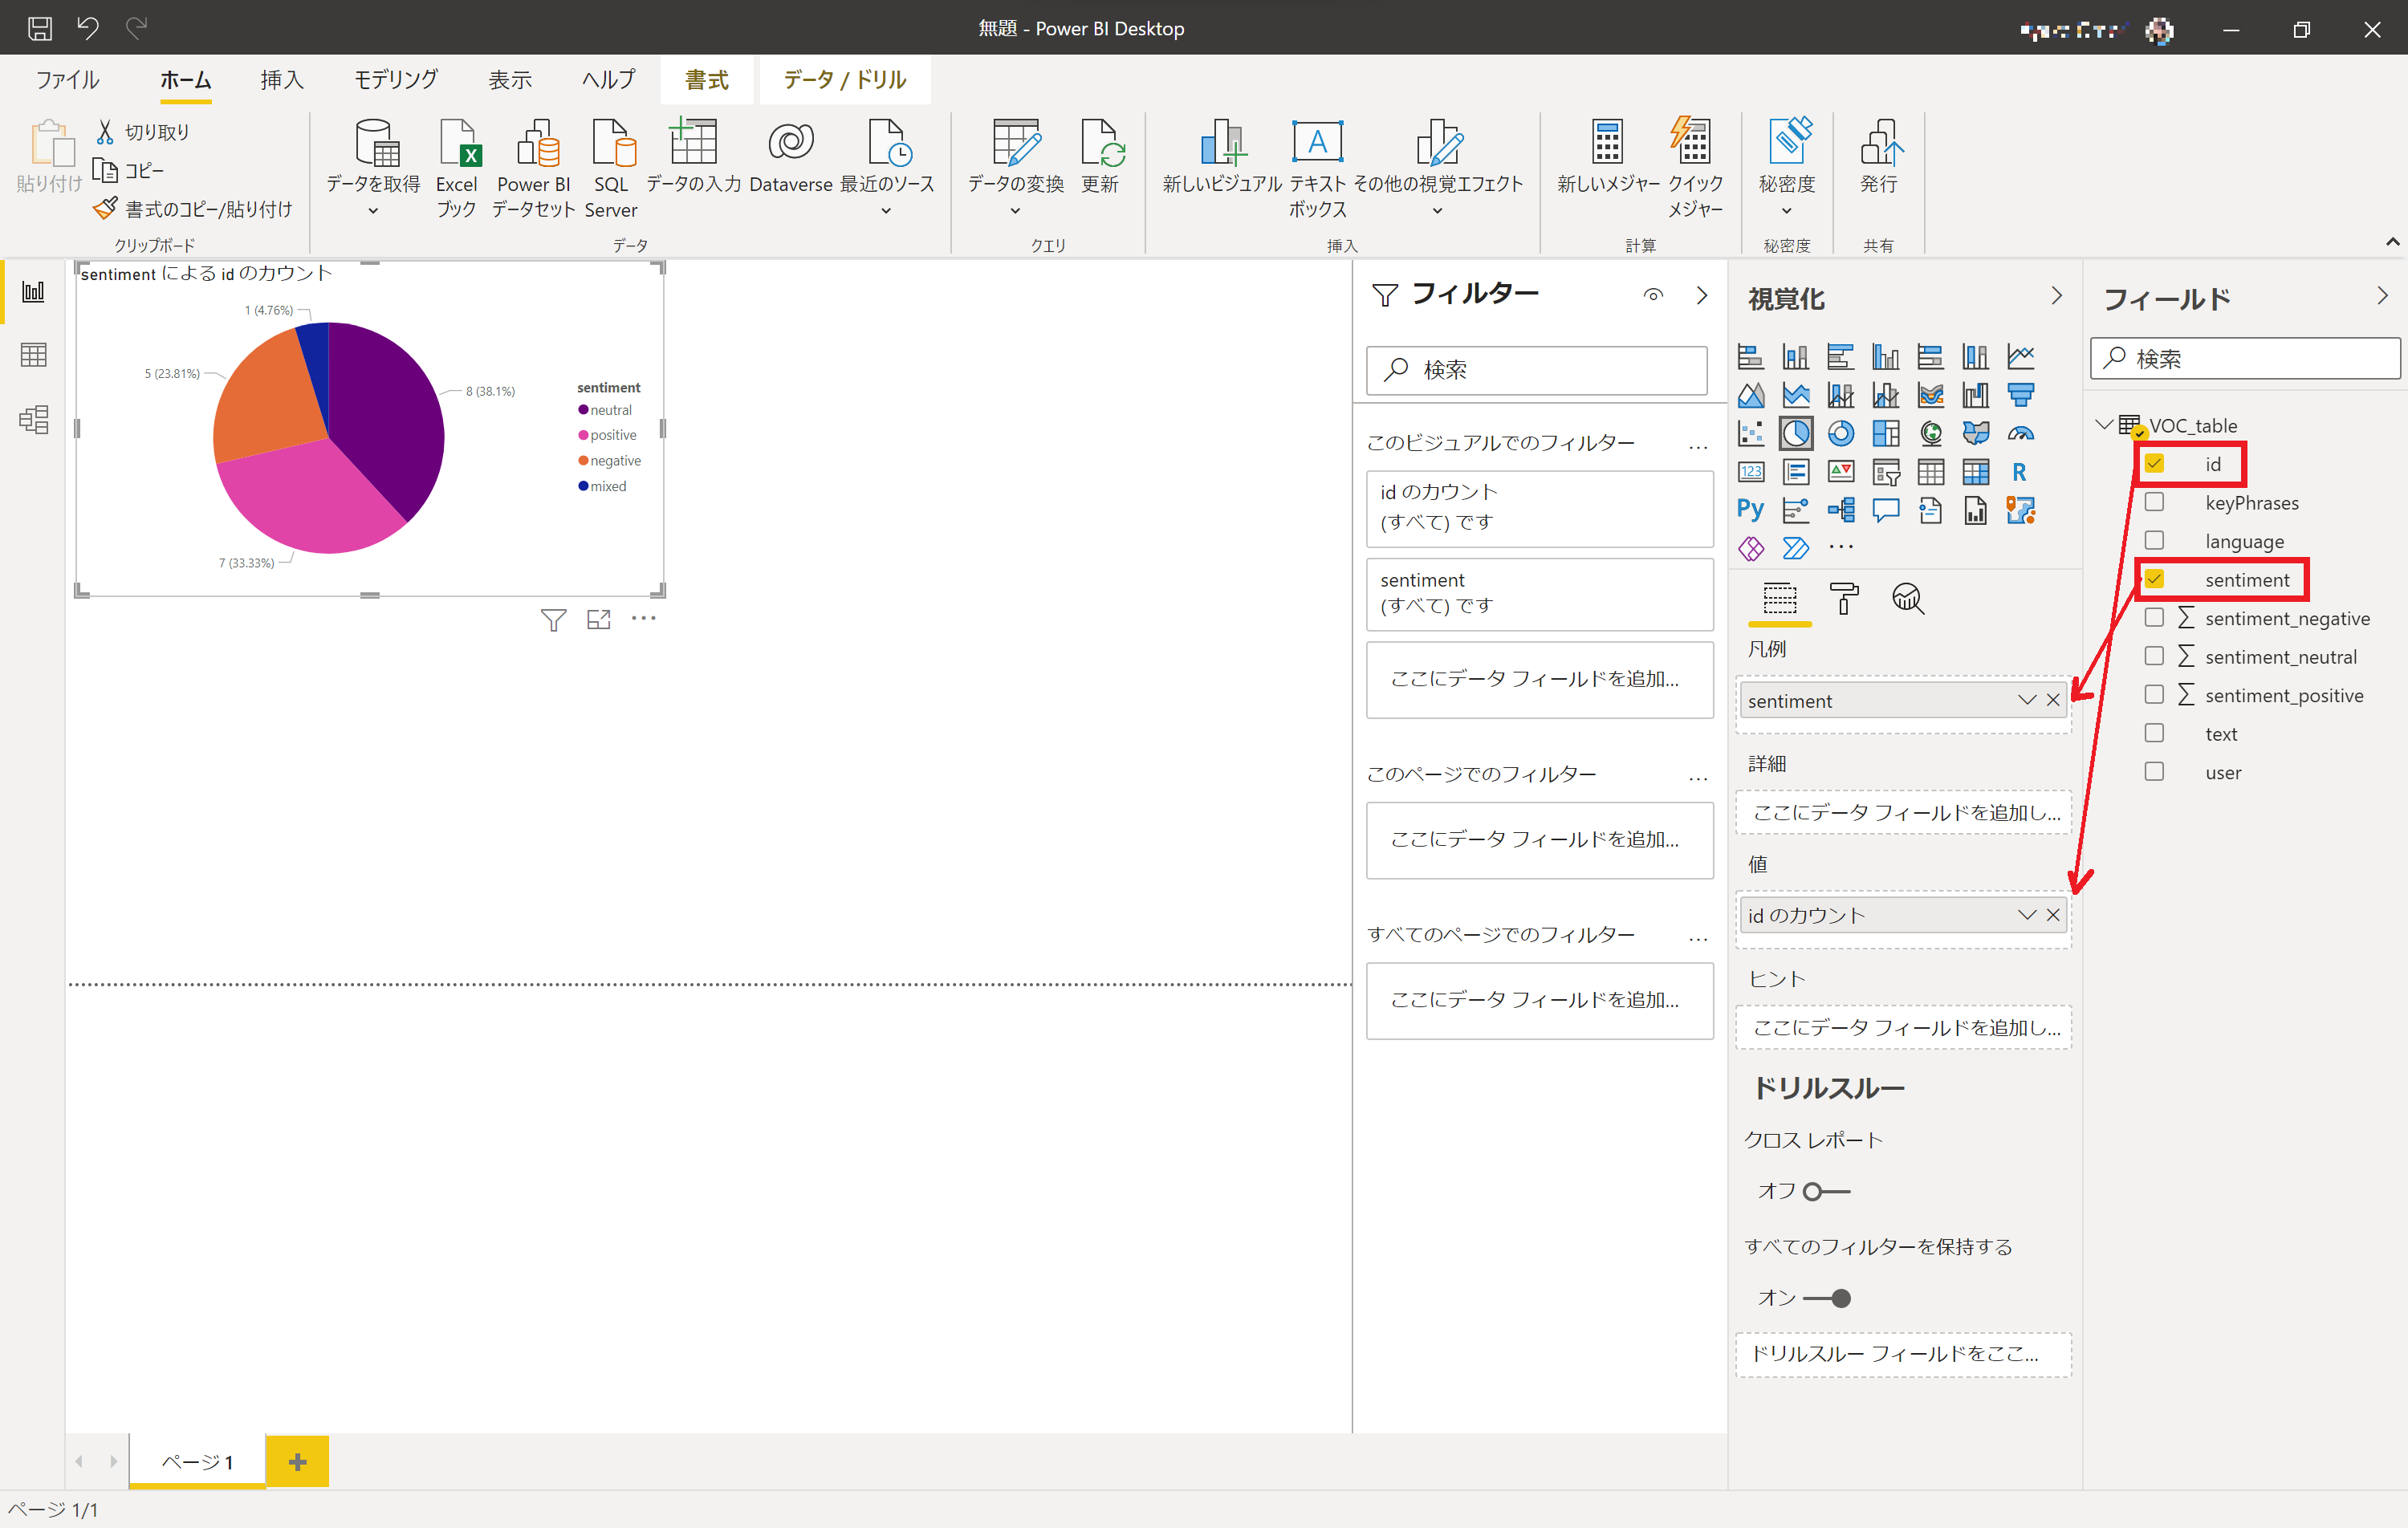 無題 - Power BI Desktop
ファイル
ホーム
挿入
モデリング
表示
ヘルプ
書式
データ / ドリル
貼り付け
切り取り
コピー
書式のコピー/貼り付け
クリップボード
データを取得
Excel
ブック
Power BI
データセット
SQL
Server
データの入力
Dataverse
最近のソース
データ
データの変換
更新
クエリ
新しいビジュアル
テキスト
ボックス
その他の視覚エフェクト
挿入
新しいメジャー
クイック
メジャー
計算
秘密度
秘密度
発行
共有
sentiment による id のカウント
1 (4.76%)
5 (23.81%)
8 (38.1%)
7 (33.33%)
sentiment
neutral
positive
negative
mixed
フィルター
検索
このビジュアルでのフィルター
...
id のカウント
(すべて) です
sentiment
(すべて) です
ここにデータ フィールドを追加...
このページでのフィルター
...
ここにデータ フィールドを追加...
すべてのページでのフィルター
...
ここにデータ フィールドを追加...
視覚化
123
R
Py
...
凡例
sentiment
詳細
ここにデータ フィールドを追加し...
値
id のカウント
ヒント
ここにデータ フィールドを追加し...
ドリルスルー
クロス レポート
オフ
すべてのフィルターを保持する
オン
ドリルスルー フィールドをここ...
フィールド
検索
VOC_table
id
keyPhrases
language
sentiment
∑ sentiment_negative
∑ sentiment_neutral
∑ sentiment_positive
text
user
ページ 1
ページ 1/1